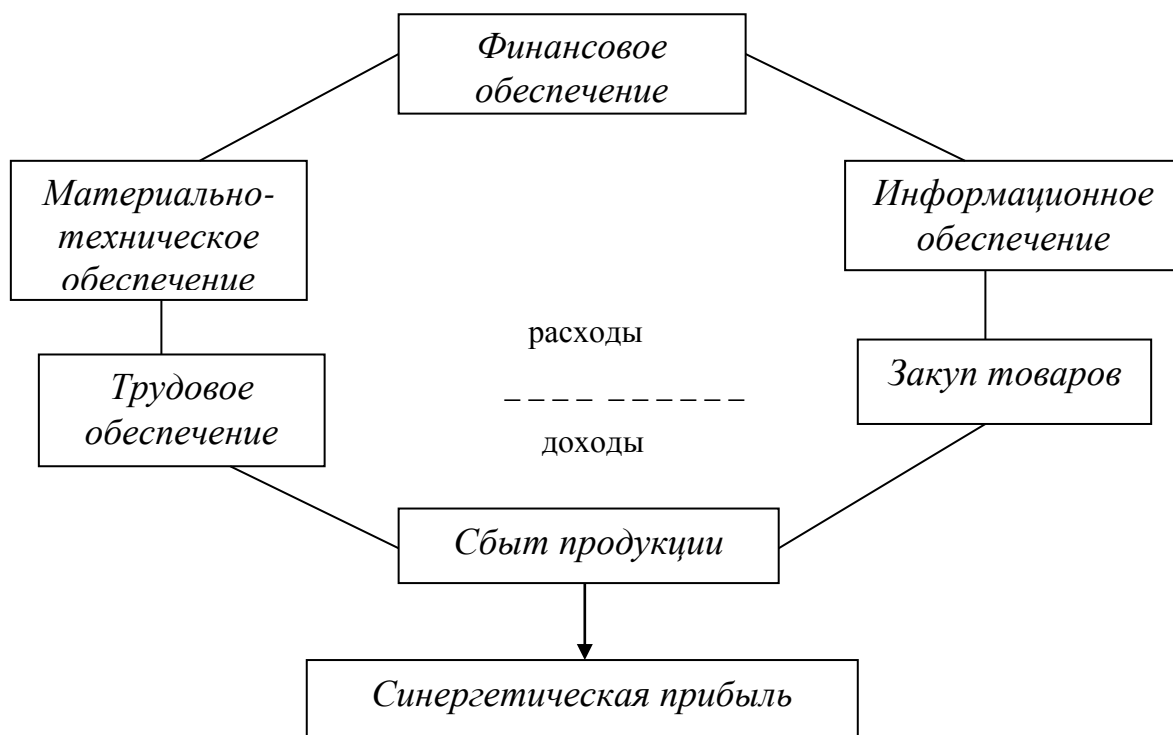 Финансовое
обеспечение
Материально-
техническое
обеспечение
Информационное
обеспечение
расходы
Трудовое
обеспечение
Закуп товаров
доходы
Сбыт продукции
Синергетическая прибыль